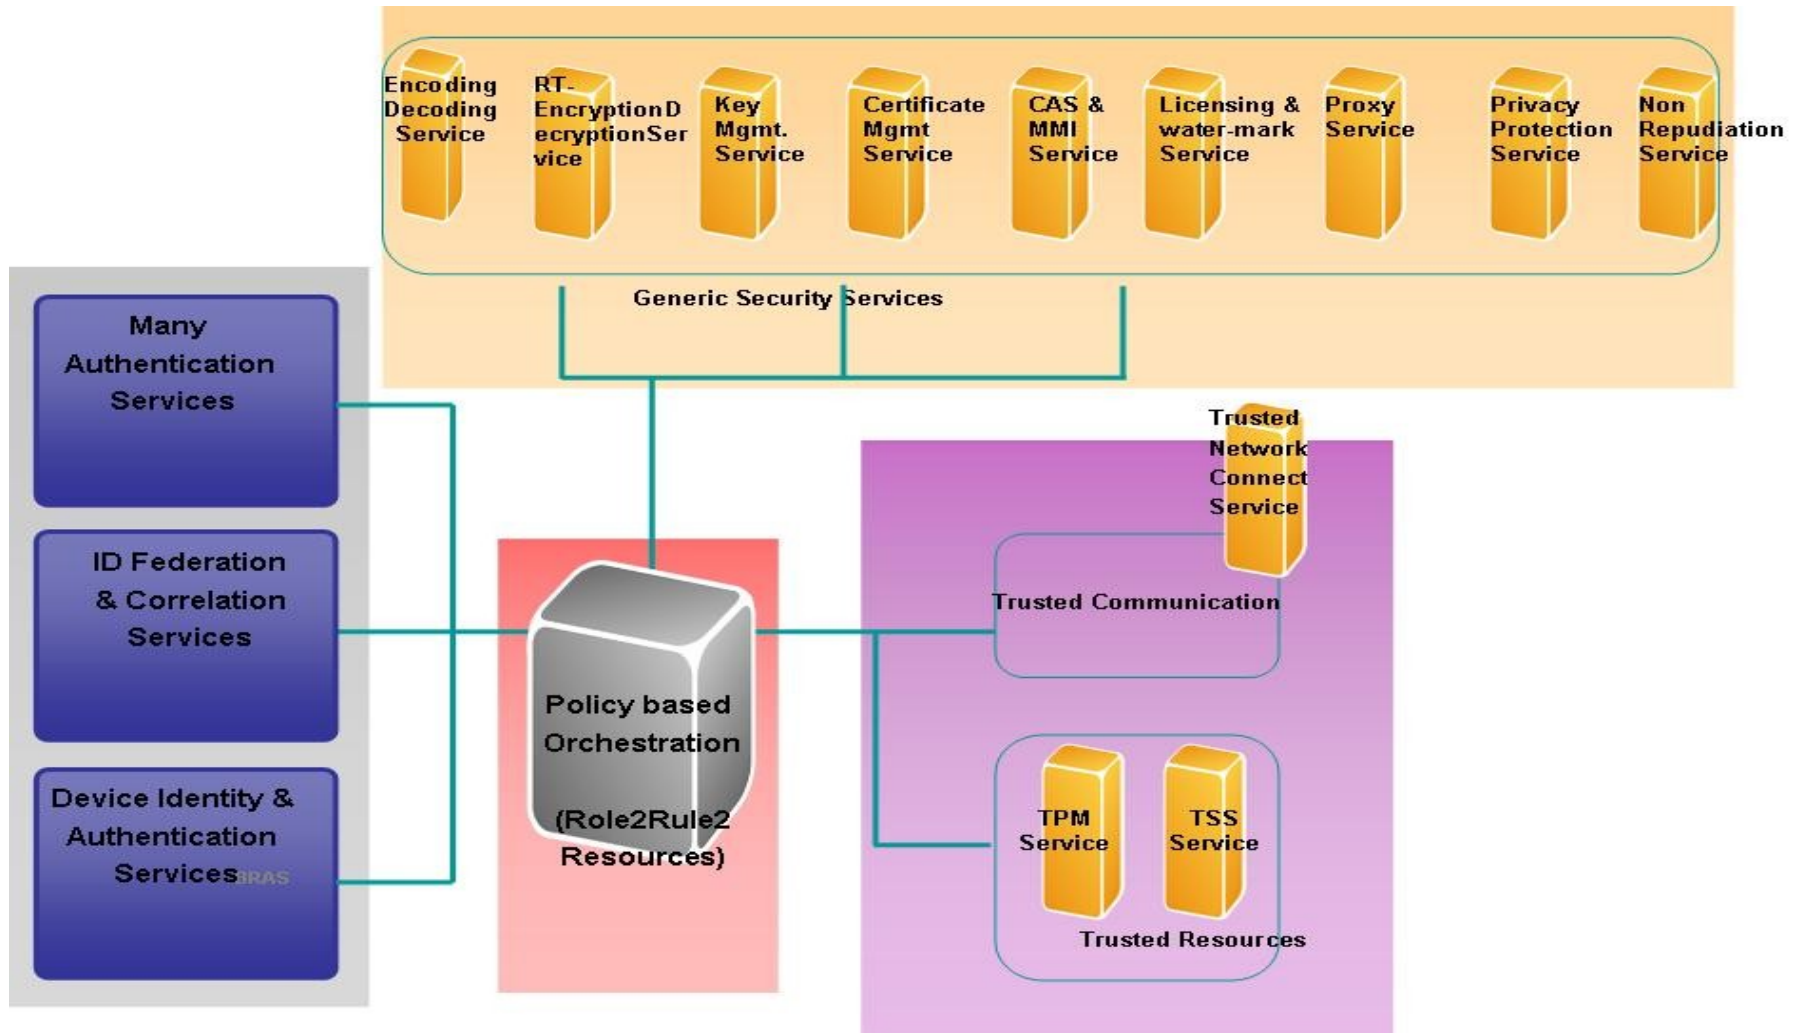 Encoding
Decoding
Service
RT-
EncryptionD
ecryptionSer
vice
Key
Mgmt.
Service
Certificate
Mgmt
Service
CAS &
MMI
Service
Licensing &
water-mark
Service
Proxy
Service
Privacy
Protection
Service
Non
Repudiation
Service
Generic Security Services
Many
Authentication
Services
ID Federation
& Correlation
Services
Device Identity &
Authentication
Services BRAS
Policy based
Orchestration
(Role2Rule2
Resources)
Trusted
Network
Connect
Service
Trusted Communication
TPM
Service
TSS
Service
Trusted Resources